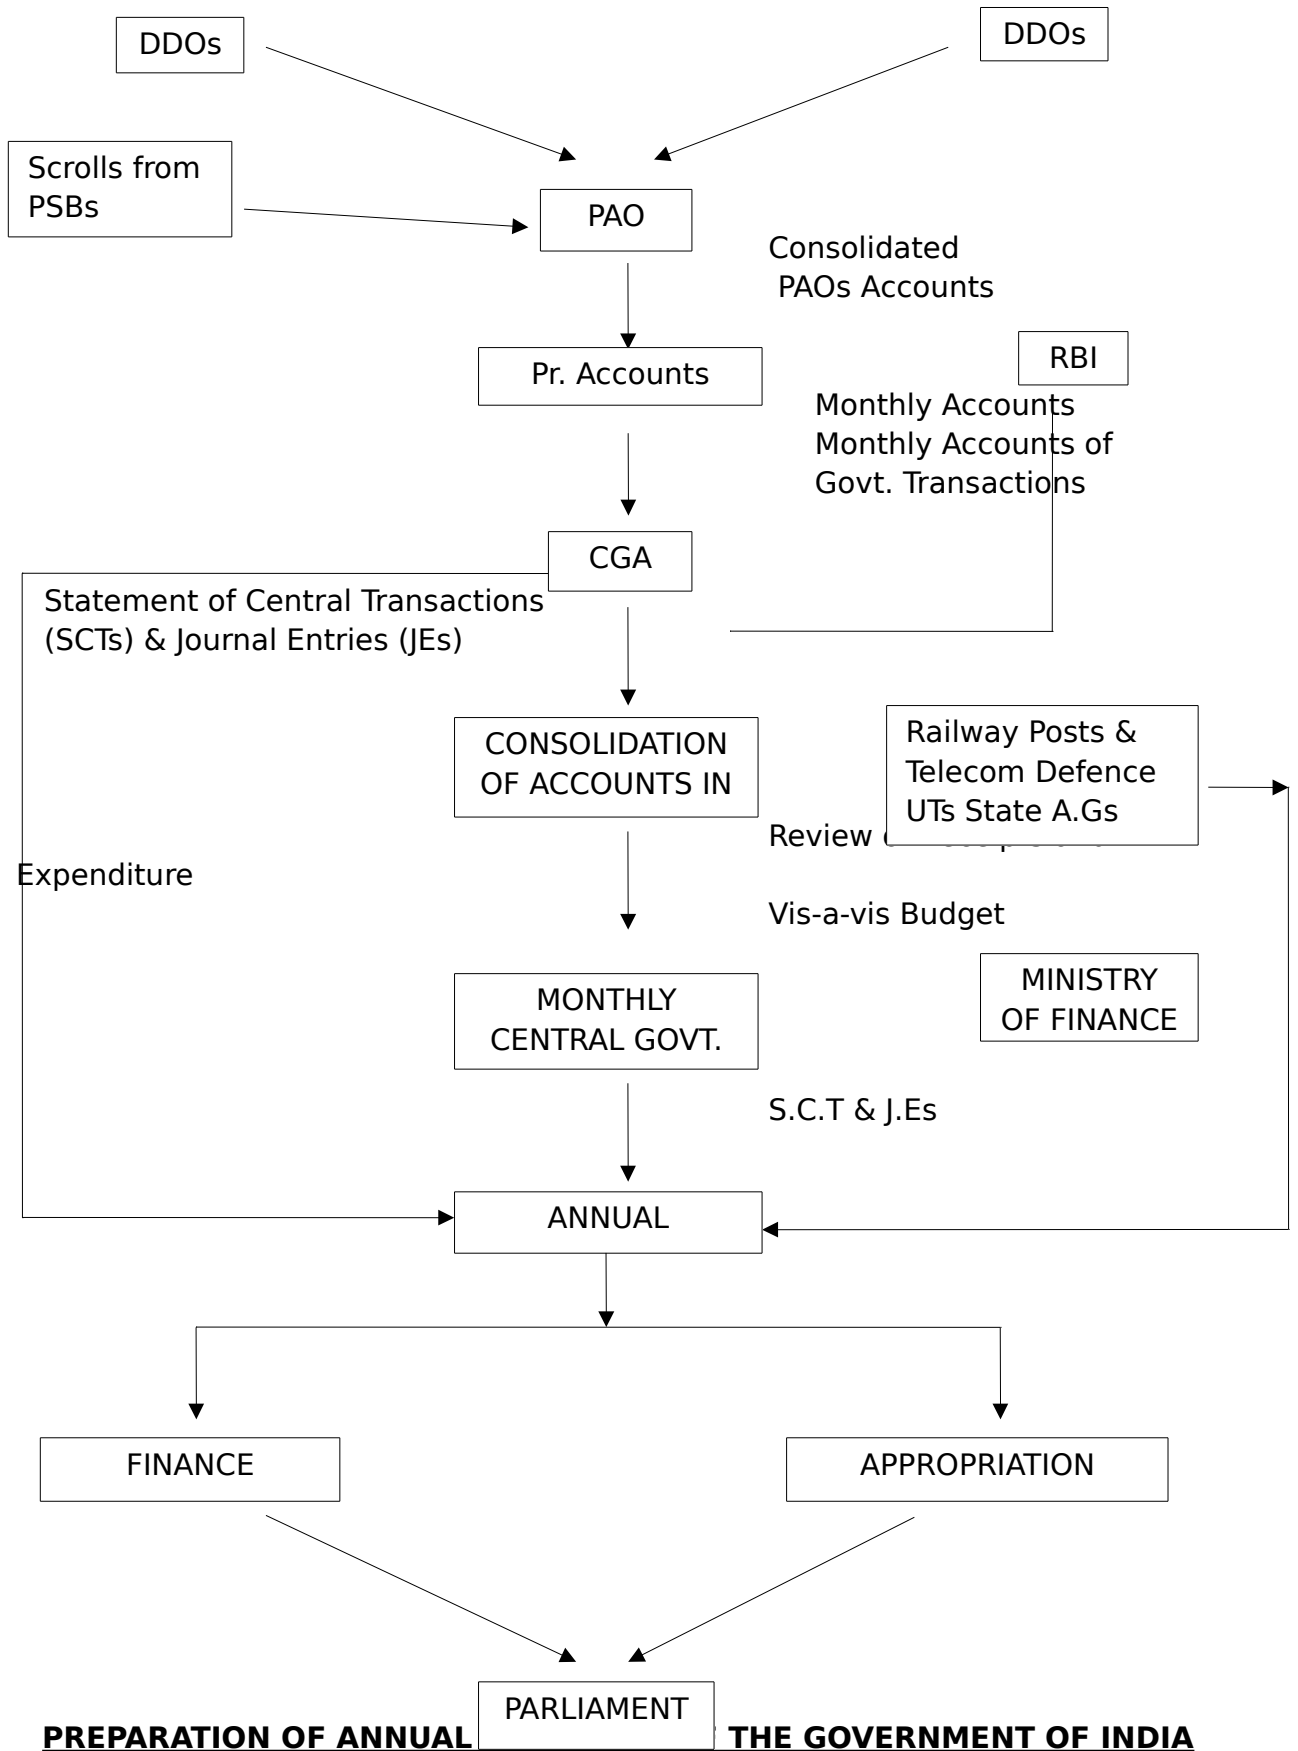 DDOs
DDOs
Scrolls from
PSBs
PAO
Consolidated
PAOs Accounts
Pr. Accounts
RBI
Monthly Accounts
Monthly Accounts of
Govt. Transactions
CGA
Statement of Central Transactions
(SCTs) & Journal Entries (JEs)
CONSOLIDATION
OF ACCOUNTS IN
Railway Posts &
Telecom Defence
UTs State A.Gs
Review
Expenditure
Vis-a-vis Budget
MONTHLY
CENTRAL GOVT.
MINISTRY
OF FINANCE
S.C.T & J.Es
ANNUAL
FINANCE
APPROPRIATION
PARLIAMENT
PREPARATION OF ANNUAL THE GOVERNMENT OF INDIA